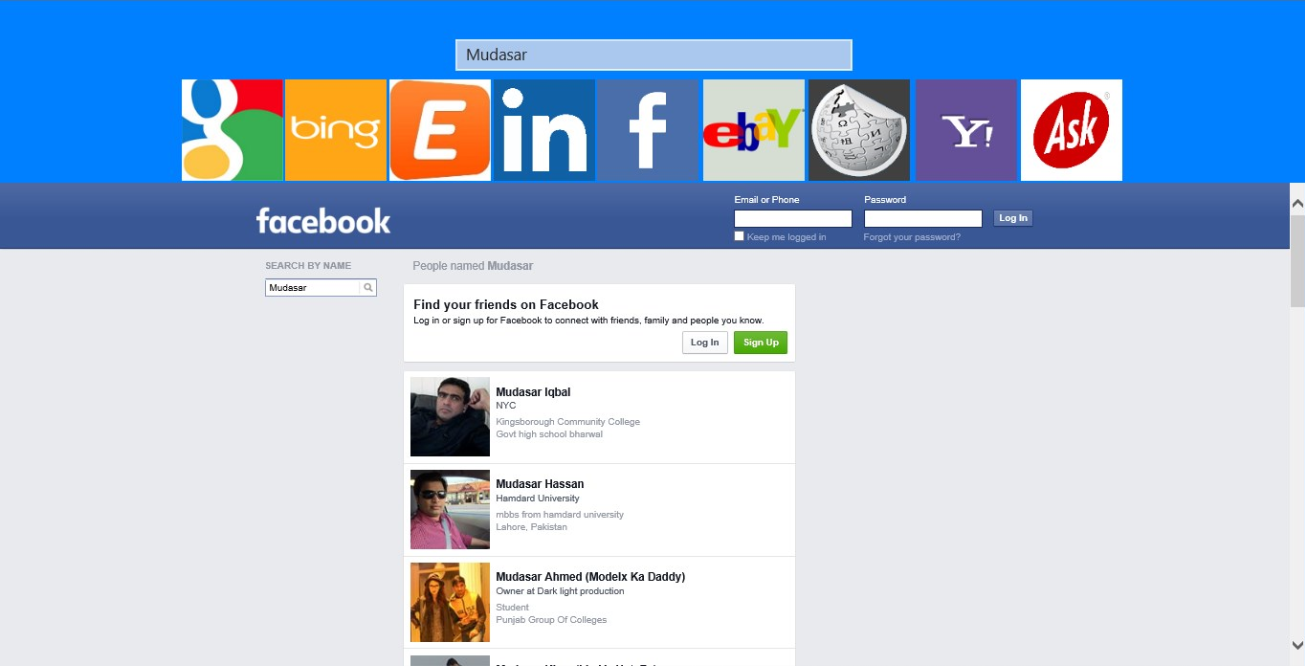 Mudasar
bing
E
in
f
ebaY
Y!
Ask
facebook
Email or Phone
Password
Log In
Keep me logged in
Forgot your password?
SEARCH BY NAME
Mudasar
People named Mudasar
Find your friends on Facebook
Log in or sign up for Facebook to connect with friends, family and people you know.
Log In
Sign Up
Mudasar Iqbal
NYC
Kingsborough Community College
Govt high school bharwal
Mudasar Hassan
Hamdard University
mbbs from hamdard university
Lahore, Pakistan
Mudasar Ahmed (Modelx Ka Daddy)
Owner at Dark light production
Student
Punjab Group Of Colleges